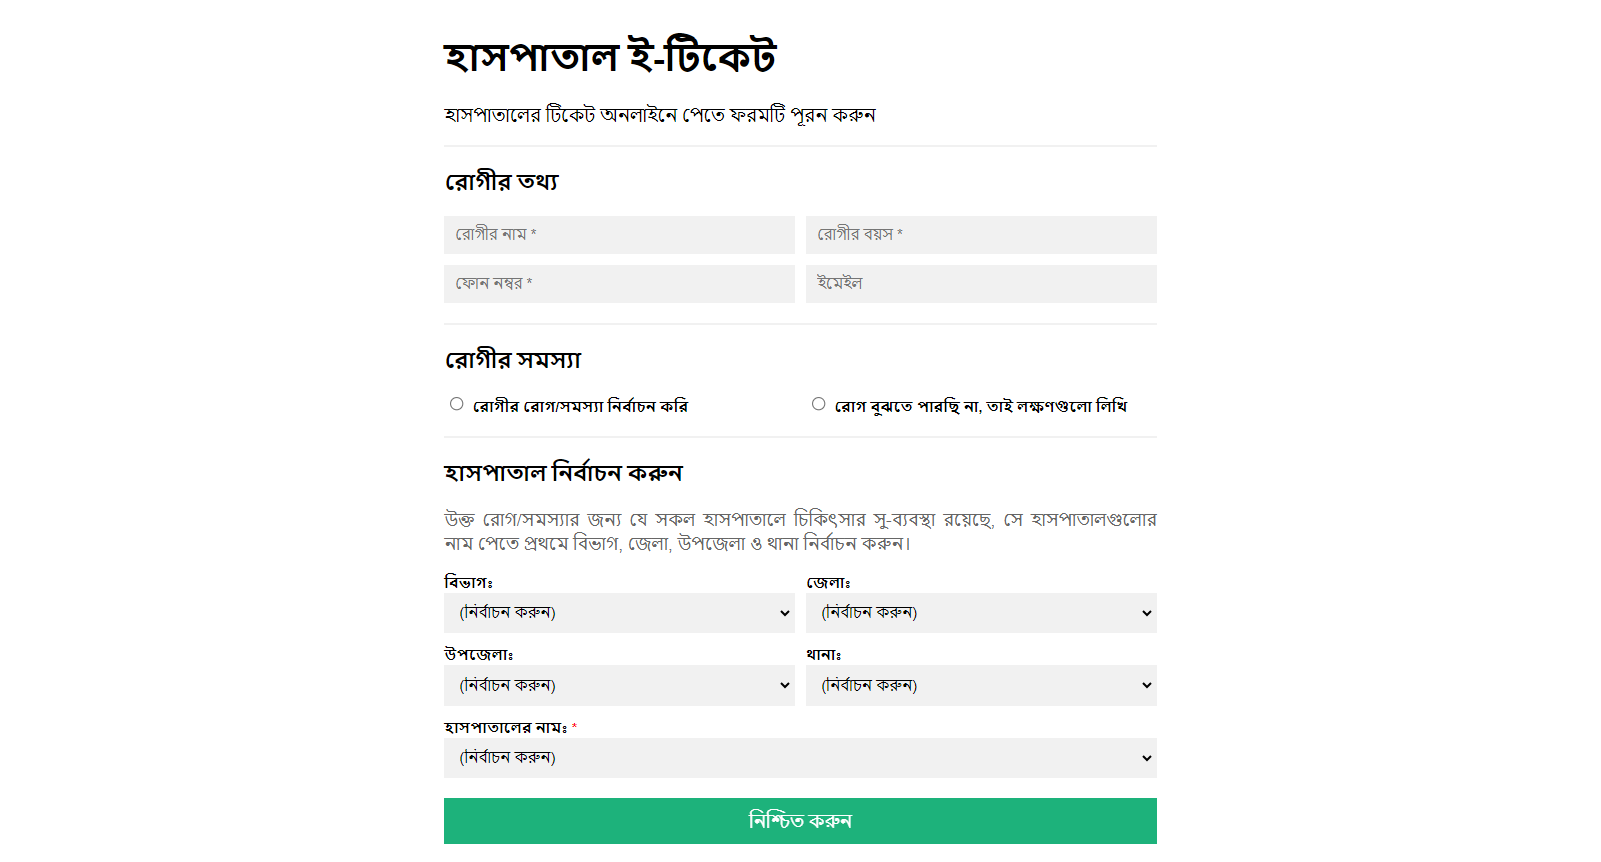 হাসপাতাল ই-টিকেট
হাসপাতালের টিকেট অনলাইনে পেতে ফরমটি পূরন করুন
রোগীর তথ্য
রোগীর নাম *
রোগীর বয়স *
ফোন নম্বর *
ইমেইল
রোগীর সমস্যা
রোগীর রোগ/সমস্যা নির্বাচন করি
রোগ বুঝতে পারছি না, তাই লক্ষণগুলো লিখি
হাসপাতাল নির্বাচন করুন
উক্ত রোগ/সমস্যার জন্য যে সকল হাসপাতালে চিকিৎসার সু-ব্যবস্থা রয়েছে, সে হাসপাতালগুলোর
নাম পেতে প্রথমে বিভাগ, জেলা, উপজেলা ও থানা নির্বাচন করুন।
বিভাগঃ
জেলাঃ
(নির্বাচন করুন)
(নির্বাচন করুন)
উপজেলাঃ
থানাঃ
(নির্বাচন করুন)
(নির্বাচন করুন)
হাসপাতালের নামঃ *
(নির্বাচন করুন)
নিশ্চিত করুন